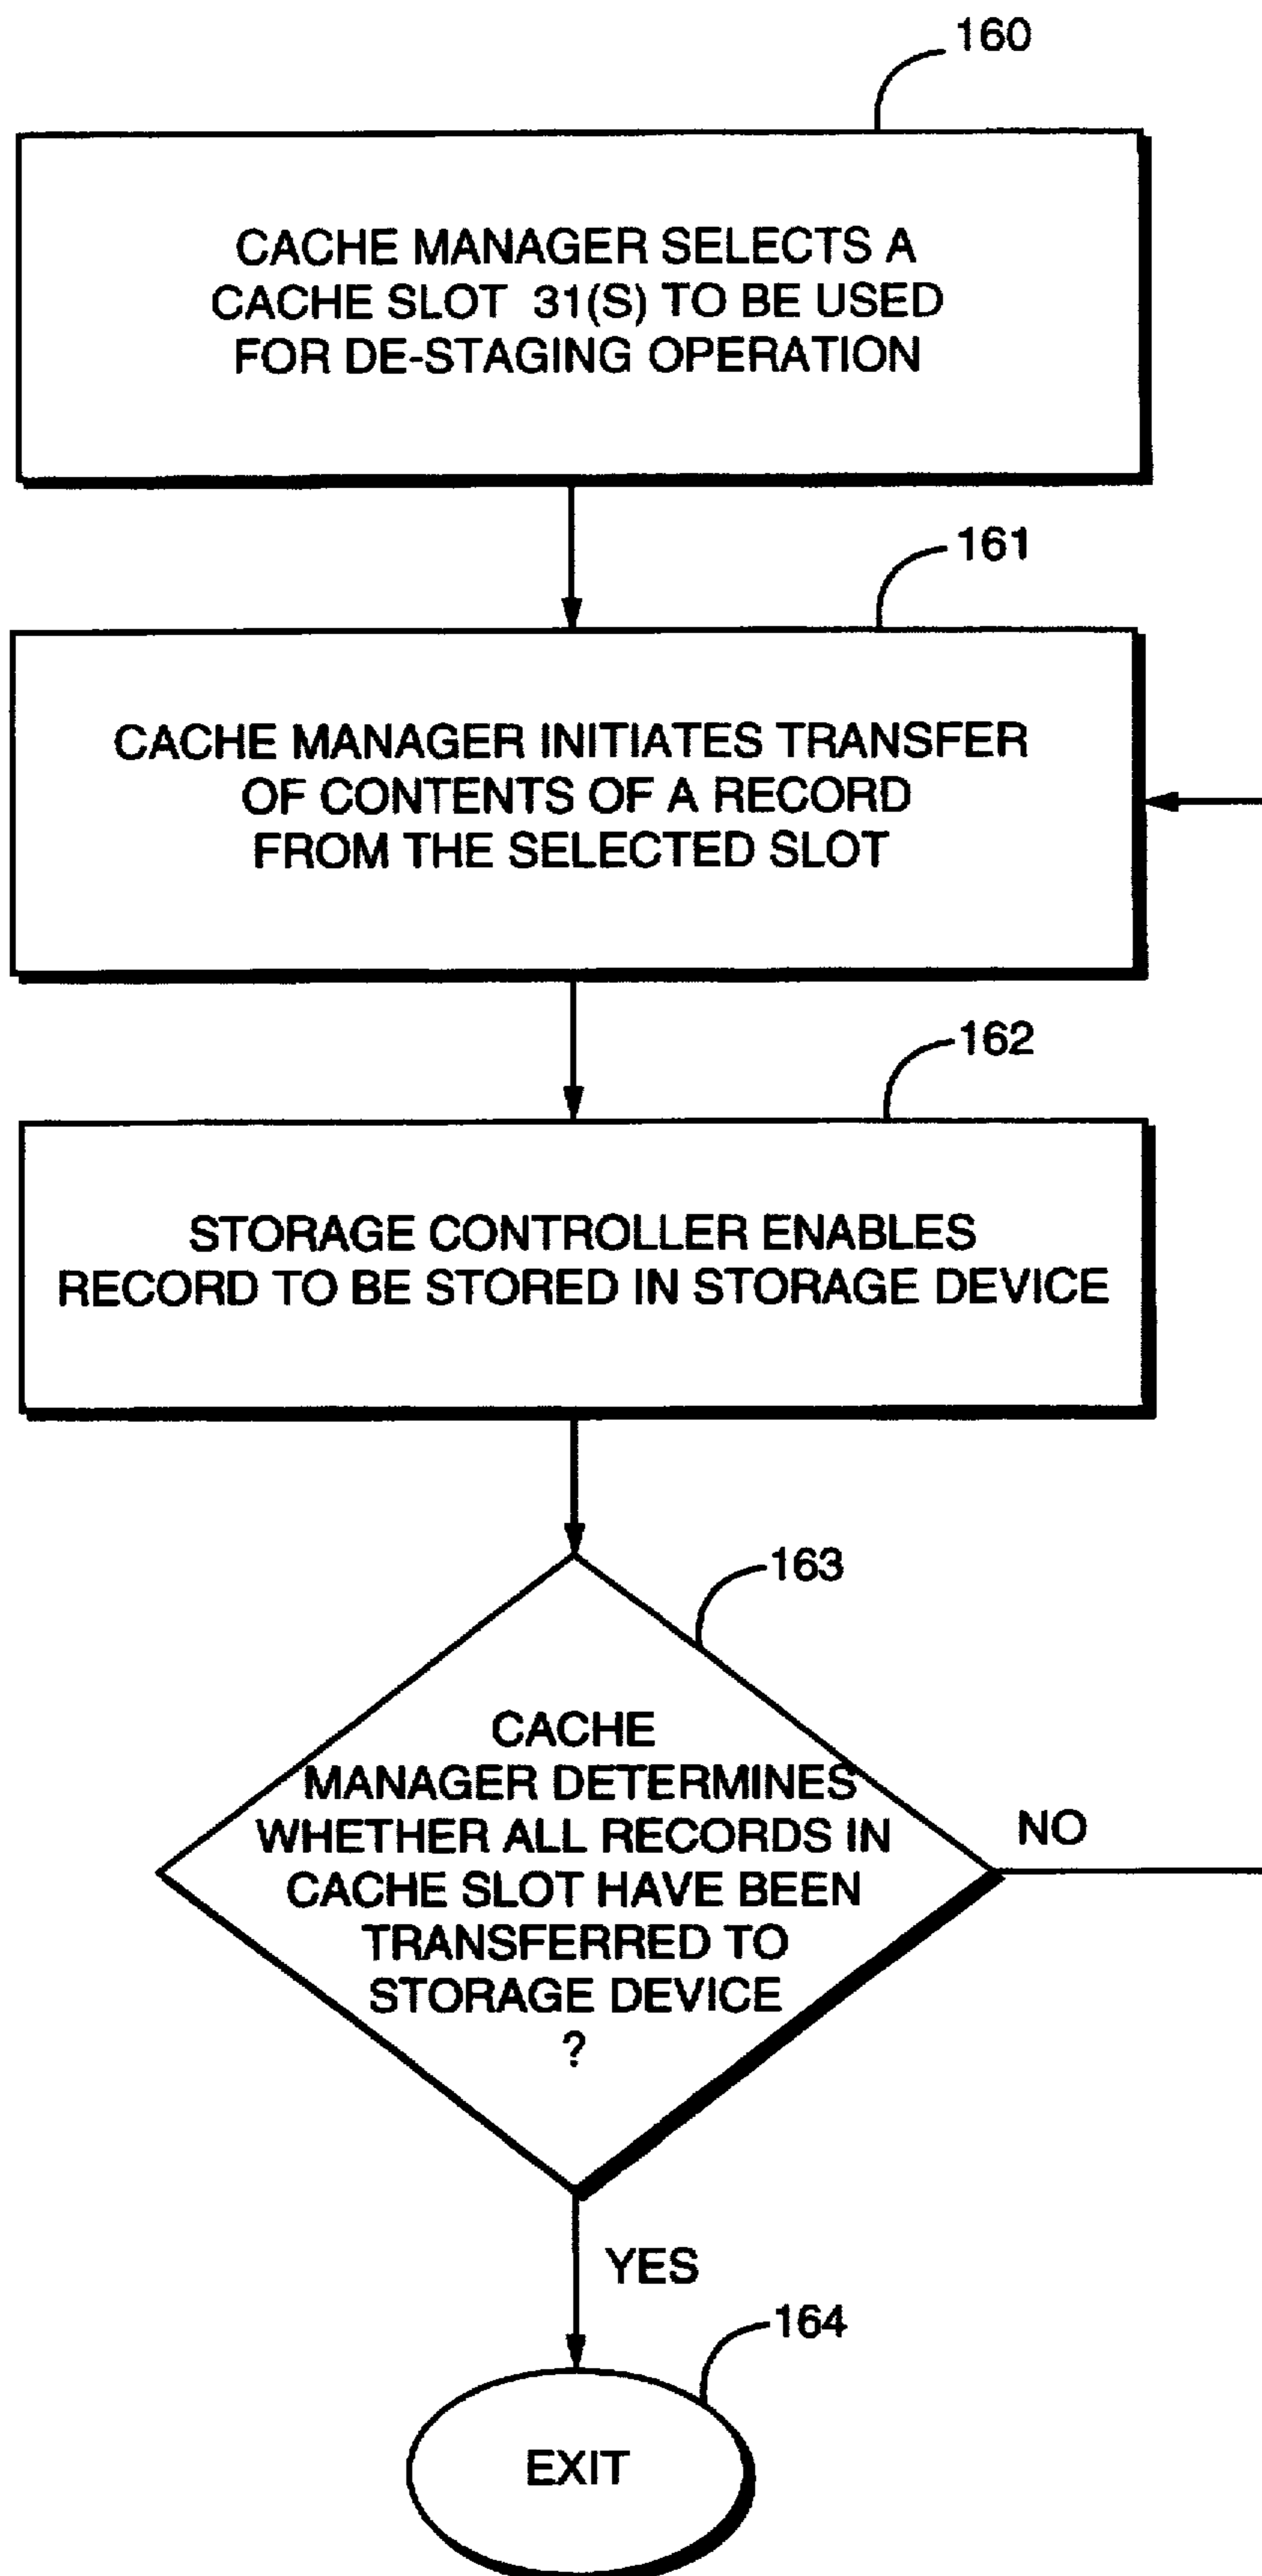 160
CACHE MANAGER SELECTS A
CACHE SLOT 31(S) TO BE USED
FOR DE-STAGING OPERATION
161
CACHE MANAGER INITIATES TRANSFER
OF CONTENTS OF A RECORD
FROM THE SELECTED SLOT
162
STORAGE CONTROLLER ENABLES
RECORD TO BE STORED IN STORAGE DEVICE
163
CACHE
MANAGER DETERMINES
WHETHER ALL RECORDS IN
CACHE SLOT HAVE BEEN
TRANSFERRED TO
STORAGE DEVICE
?
NO
YES
164
EXIT